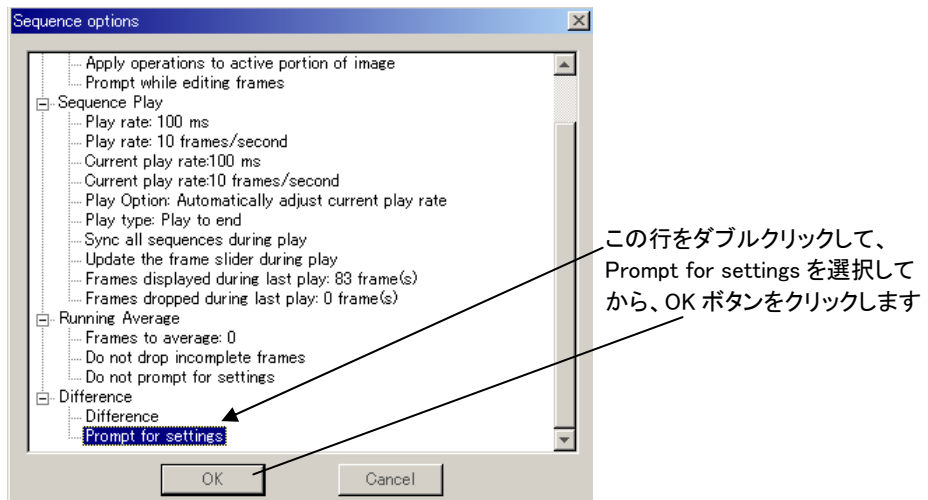 Sequence options
Apply operations to active portion of image
Prompt while editing frames
Sequence Play
Play rate: 100 ms
Play rate: 10 frames/second
Current play rate:100 ms
Current play rate:10 frames/second
Play Option: Automatically adjust current play rate
Play type: Play to end
Sync all sequences during play
Update the frame slider during play
Frames displayed during last play: 83 frame(s)
Frames dropped during last play: 0 frame(s)
Running Average
Frames to average: 0
Do not drop incomplete frames
Do not prompt for settings
Difference
Difference
Prompt for settings
OK
Cancel
この行をダブルクリックして、
Prompt for settings を選択して
から、OK ボタンをクリックします